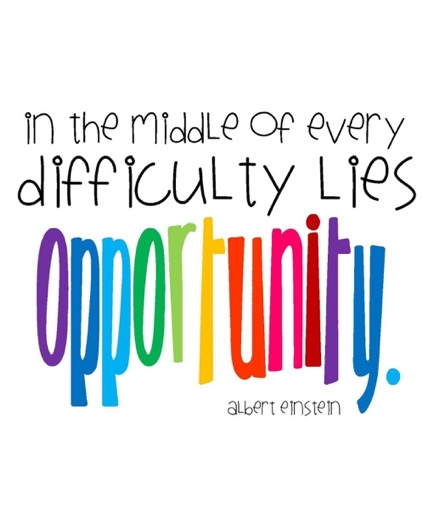 in the middle of every
difficulty lies
opportunity.
albert einstein